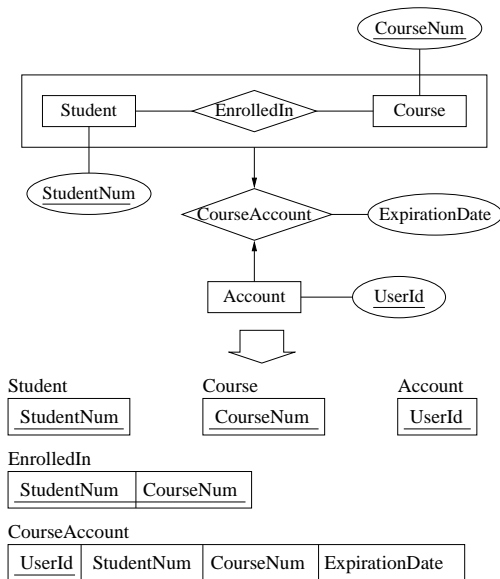 CourseNum
Student
EnrolledIn
Course
StudentNum
CourseAccount
ExpirationDate
Account
UserId
Student
Course
Account
StudentNum
CourseNum
UserId
EnrolledIn
StudentNum CourseNum
CourseAccount
UserId StudentNum CourseNum ExpirationDate